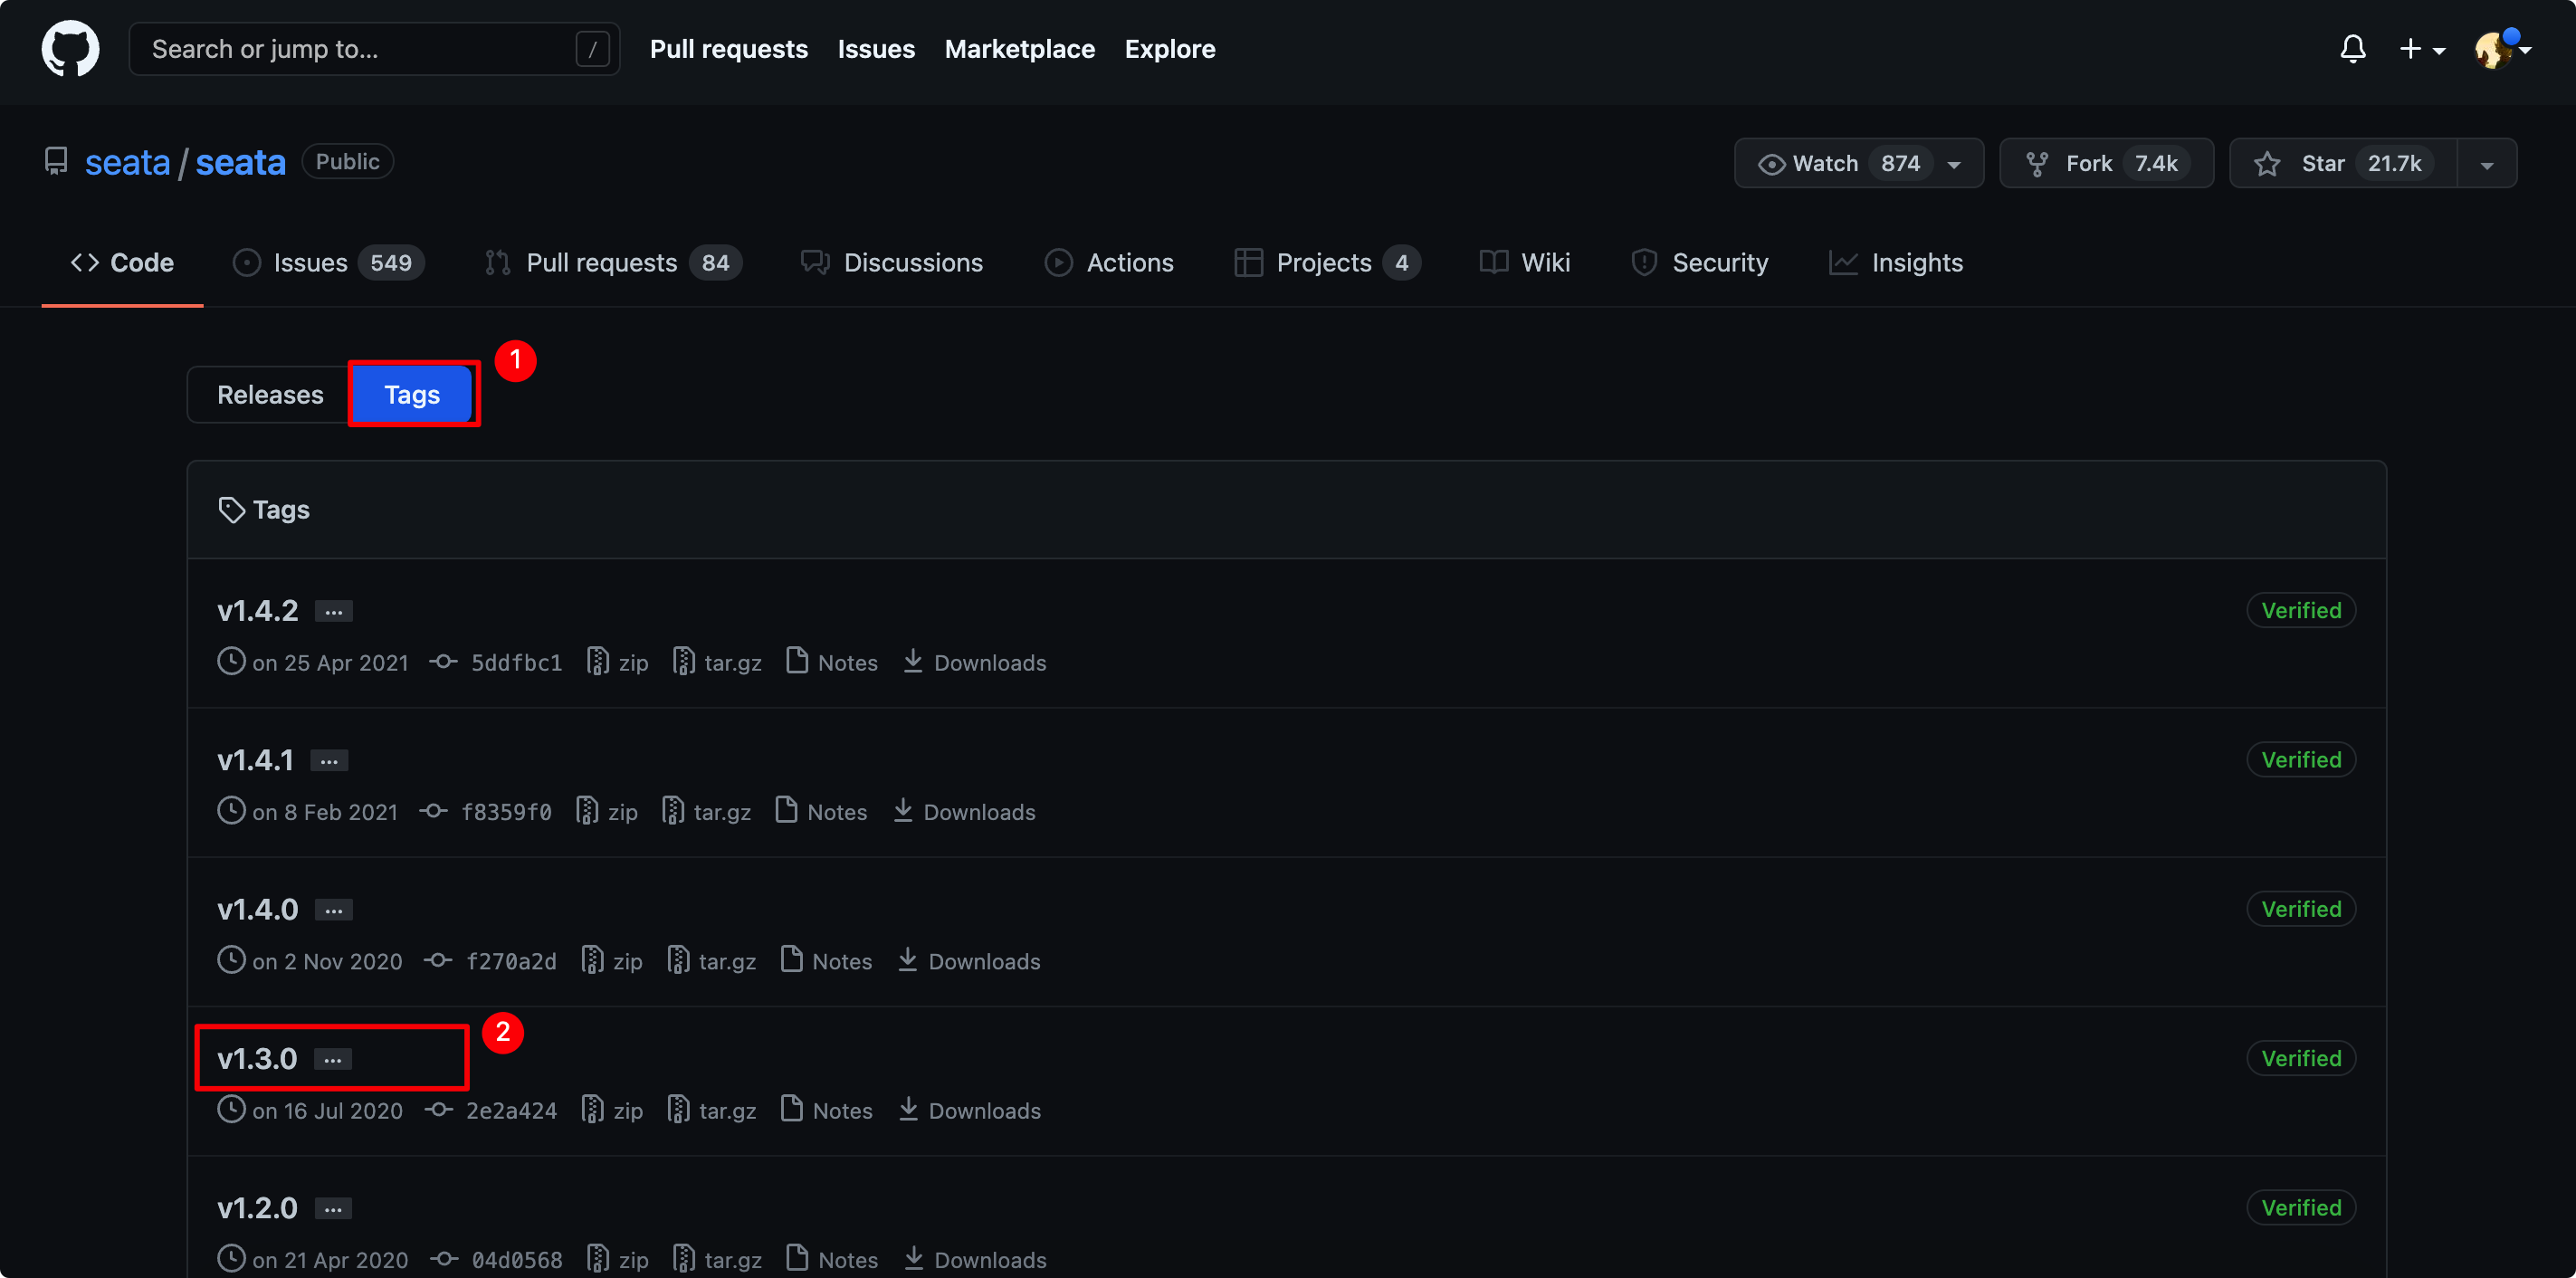 Search or jump to... / Pull requests Issues Marketplace Explore
seata / seata Public Watch 874 Fork 7.4k Star 21.7k
Code Issues 549 Pull requests 84 Discussions Actions Projects 4 Wiki Security Insights
1
Releases Tags
Tags
v1.4.2 ... Verified
on 25 Apr 2021 5ddfbc1 zip tar.gz Notes Downloads
v1.4.1 ... Verified
on 8 Feb 2021 f8359f0 zip tar.gz Notes Downloads
v1.4.0 ... Verified
on 2 Nov 2020 f270a2d zip tar.gz Notes Downloads
2
v1.3.0 ... Verified
on 16 Jul 2020 2e2a424 zip tar.gz Notes Downloads
v1.2.0 ... Verified
on 21 Apr 2020 04d0568 zip tar.gz Notes Downloads